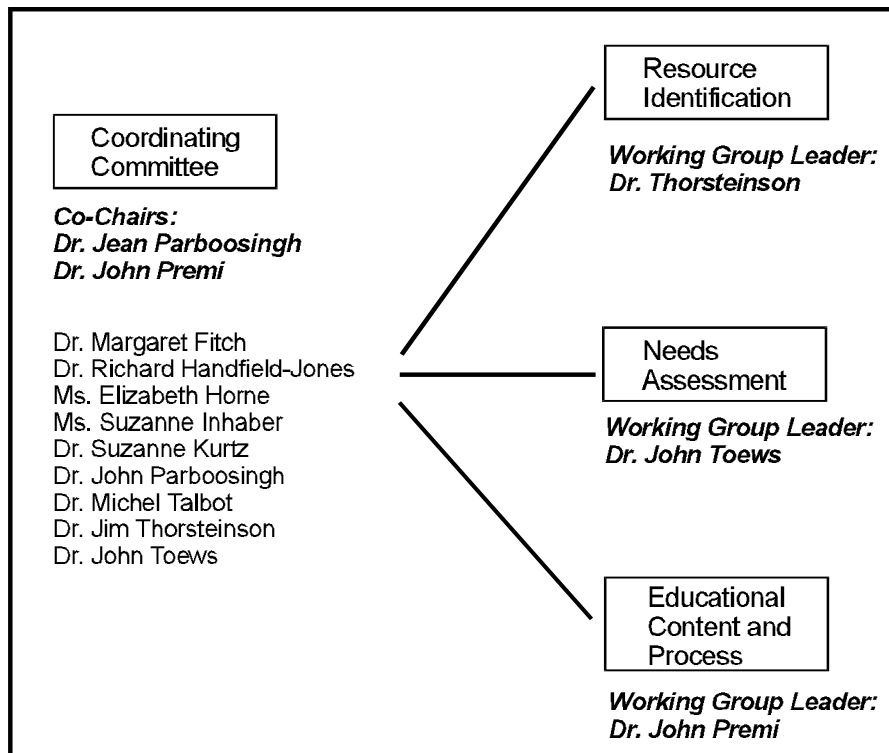 Coordinating
Committee
Co-Chairs:
Dr. Jean Parboosingh
Dr. John Premi
Dr. Margaret Fitch
Dr. Richard Handfield-Jones
Ms. Elizabeth Horne
Ms. Suzanne Inhaber
Dr. Suzanne Kurtz
Dr. John Parboosingh
Dr. Michel Talbot
Dr. Jim Thorsteinson
Dr. John Toews
Resource
Identification
Working Group Leader:
Dr. Thorsteinson
Needs
Assessment
Working Group Leader:
Dr. John Toews
Educational
Content and
Process
Working Group Leader:
Dr. John Premi